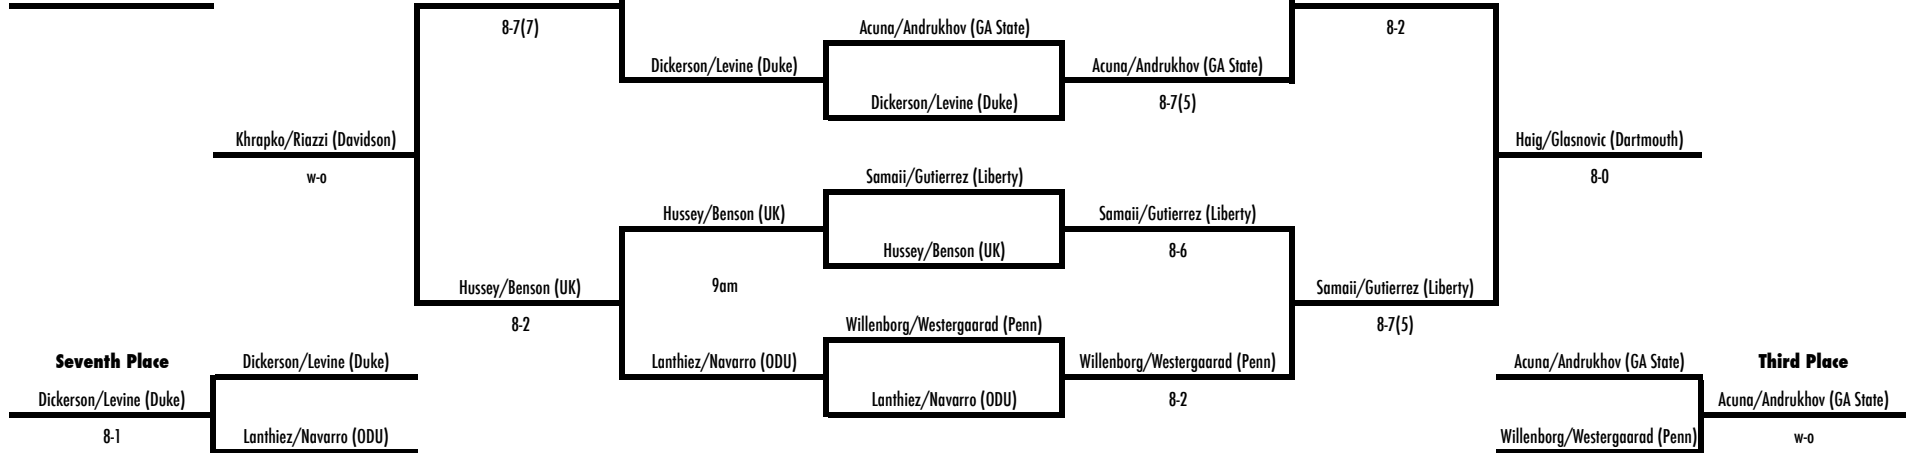 8-7(7)
Acuna/Andrukhov (GA State)
8-2
Dickerson/Levine (Duke)
Acuna/Andrukhov (GA State)
Dickerson/Levine (Duke)
8-7(5)
Khrapko/Riazzi (Davidson)
Haig/Glasnovic (Dartmouth)
w-o
Samaii/Gutierrez (Liberty)
8-0
Hussey/Benson (UK)
Samaii/Gutierrez (Liberty)
Hussey/Benson (UK)
8-6
Hussey/Benson (UK)
9am
Samaii/Gutierrez (Liberty)
8-2
Willenborg/Westergaarad (Penn)
8-7(5)
Seventh Place
Dickerson/Levine (Duke)
Lanthiez/Navarro (ODU)
Willenborg/Westergaarad (Penn)
Acuna/Andrukhov (GA State)
Third Place
Dickerson/Levine (Duke)
Lanthiez/Navarro (ODU)
8-2
Acuna/Andrukhov (GA State)
8-1
Lanthiez/Navarro (ODU)
Willenborg/Westergaarad (Penn)
w-o